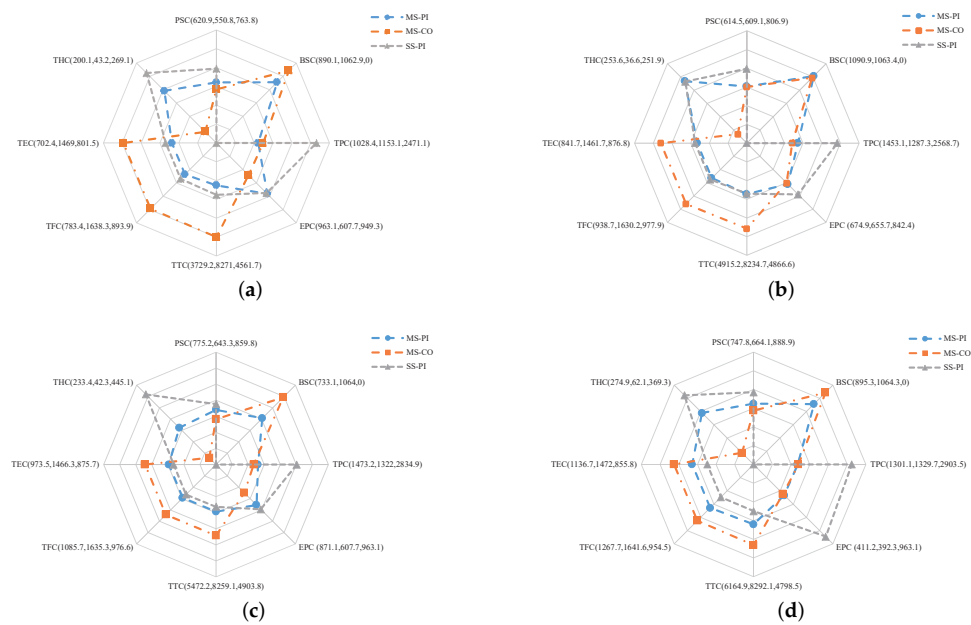 PSC(620.9,550.8,763.8)
MS-PI
MS-CO
SS-PI
THC(200.1,43.2,269.1)
BSC(890.1,1062.9,0)
TEC(702.4,1469,801.5)
TPC(1028.4,1153.1,2471.1)
TFC(783.4,1638.3,893.9)
EPC(963.1,607.7,949.3)
TTC(3729.2,8271,4561.7)
(a)
PSC(614.5,609.1,806.9)
MS-PI
MS-CO
SS-PI
THC(253.6,36.6,251.9)
BSC(1090.9,1063.4,0)
TEC(841.7,1461.7,876.8)
TPC(1453.1,1287.3,2568.7)
TFC(938.7,1630.2,977.9)
EPC (674.9,655.7,842.4)
TTC(4915.2,8234.7,4866.6)
(b)
PSC(775.2,643.3,859.8)
MS-PI
MS-CO
SS-PI
THC(233.4,42.3,445.1)
BSC(733.1,1064,0)
TEC(973.5,1466.3,875.7)
TPC(1473.2,1322,2834.9)
TFC(1085.7,1635.3,976.6)
EPC (871.1,607.7,963.1)
TTC(5472.2,8259.1,4903.8)
(c)
PSC(747.8,664.1,888.9)
MS-PI
MS-CO
SS-PI
THC(274.9,62.1,369.3)
BSC(895.3,1064.3,0)
TEC(1136.7,1472,855.8)
TPC(1301.1,1329.7,2903.5)
TFC(1267.7,1641.6,954.5)
EPC (411.2,392.3,963.1)
TTC(6164.9,8292.1,4798.5)
(d)